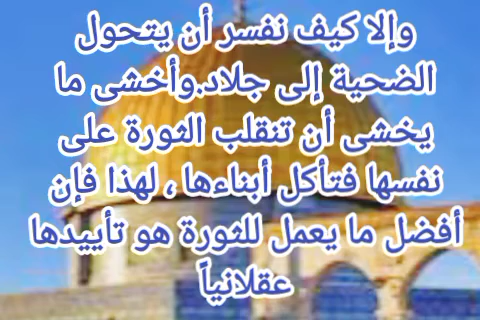 وإلا كيف نفسر أن يتحول
الضحية إلى جلاد.وأخشى ما
يخشى أن تنقلب الثورة على
نفسها فتأكل أبناءها ، لهذا فإن
أفضل ما يعمل للثورة هو تأييدها
عقلانياً